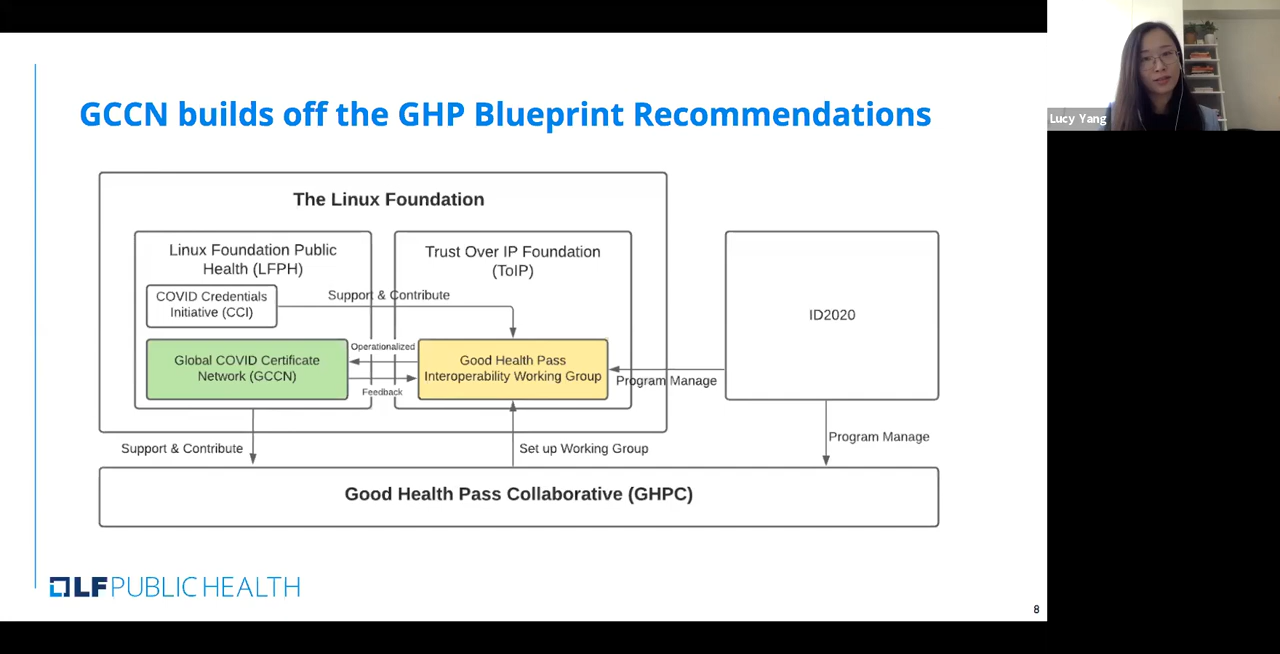 GCCN builds off the GHP Blueprint Recommendations
Lucy Yang
The Linux Foundation
Linux Foundation Public
Health (LFPH)
Trust Over IP Foundation
(ToIP)
COVID Credentials
Initiative (CCI)
Support & Contribute
ID2020
Global COVID Certificate
Network (GCCN)
Operationalized
Feedback
Good Health Pass
Interoperability Working Group
Program Manage
Support & Contribute
Set up Working Group
Program Manage
Good Health Pass Collaborative (GHPC)
LF PUBLIC HEALTH
8